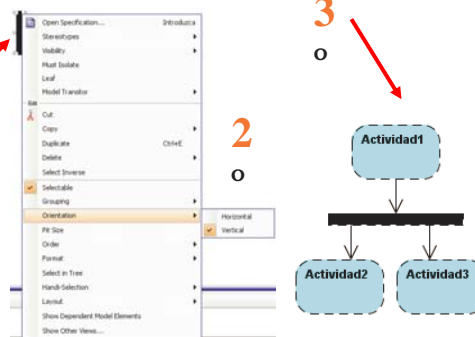 Open Specification... Introduzca
Stereotypes
Visibility
Must Isolate
Leaf
Model Transitor
Cut
Copy
Duplicate Ctrl+E
Delete
Select Inverse
Selectable
Grouping
Orientation
Horizontal
Vertical
Fit Size
Order
Format
Select in Tree
Handi-Selection
Layout
Show Dependent Model Elements
Show Other Views...
2
o
3
o
Actividad1
Actividad2
Actividad3